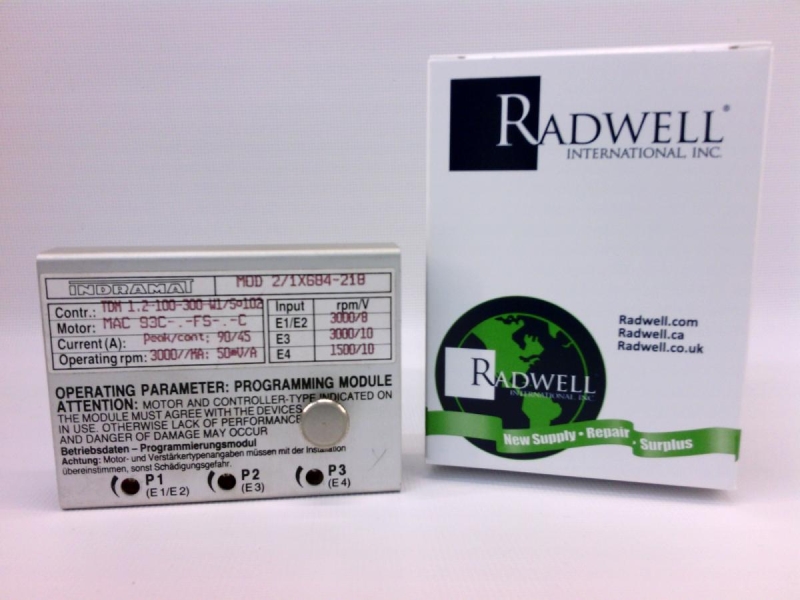 INDRAMAT MOD 2/1X684-218
Contr.: TDM 1.2-100-300-W1/S*102
Motor: MAC 93C-.-FS-.-C
Current (A): Peak/cont; 90/45
Operating rpm: 3000//MA: 50mV/A
Input rpm/V
E1/E2 3000/8
E3 3000/10
E4 1500/10
OPERATING PARAMETER: PROGRAMMING MODULE
ATTENTION: MOTOR AND CONTROLLER-TYPE INDICATED ON
THE MODULE MUST AGREE WITH THE DEVICES
IN USE. OTHERWISE LACK OF PERFORMANCE
AND DANGER OF DAMAGE MAY OCCUR
Betriebsdaten – Programmierungsmodul
Achtung: Motor- und Verstärkertypenangaben müssen mit der Installation
übereinstimmen, sonst Schädigungsgefahr.
P1 P2 P3
(E1/E2) (E3) (E4)
RADWELL®
INTERNATIONAL, INC.
Radwell.com
Radwell.ca
Radwell.co.uk
RADWELL
INTERNATIONAL, INC.
New Supply • Repair • Surplus